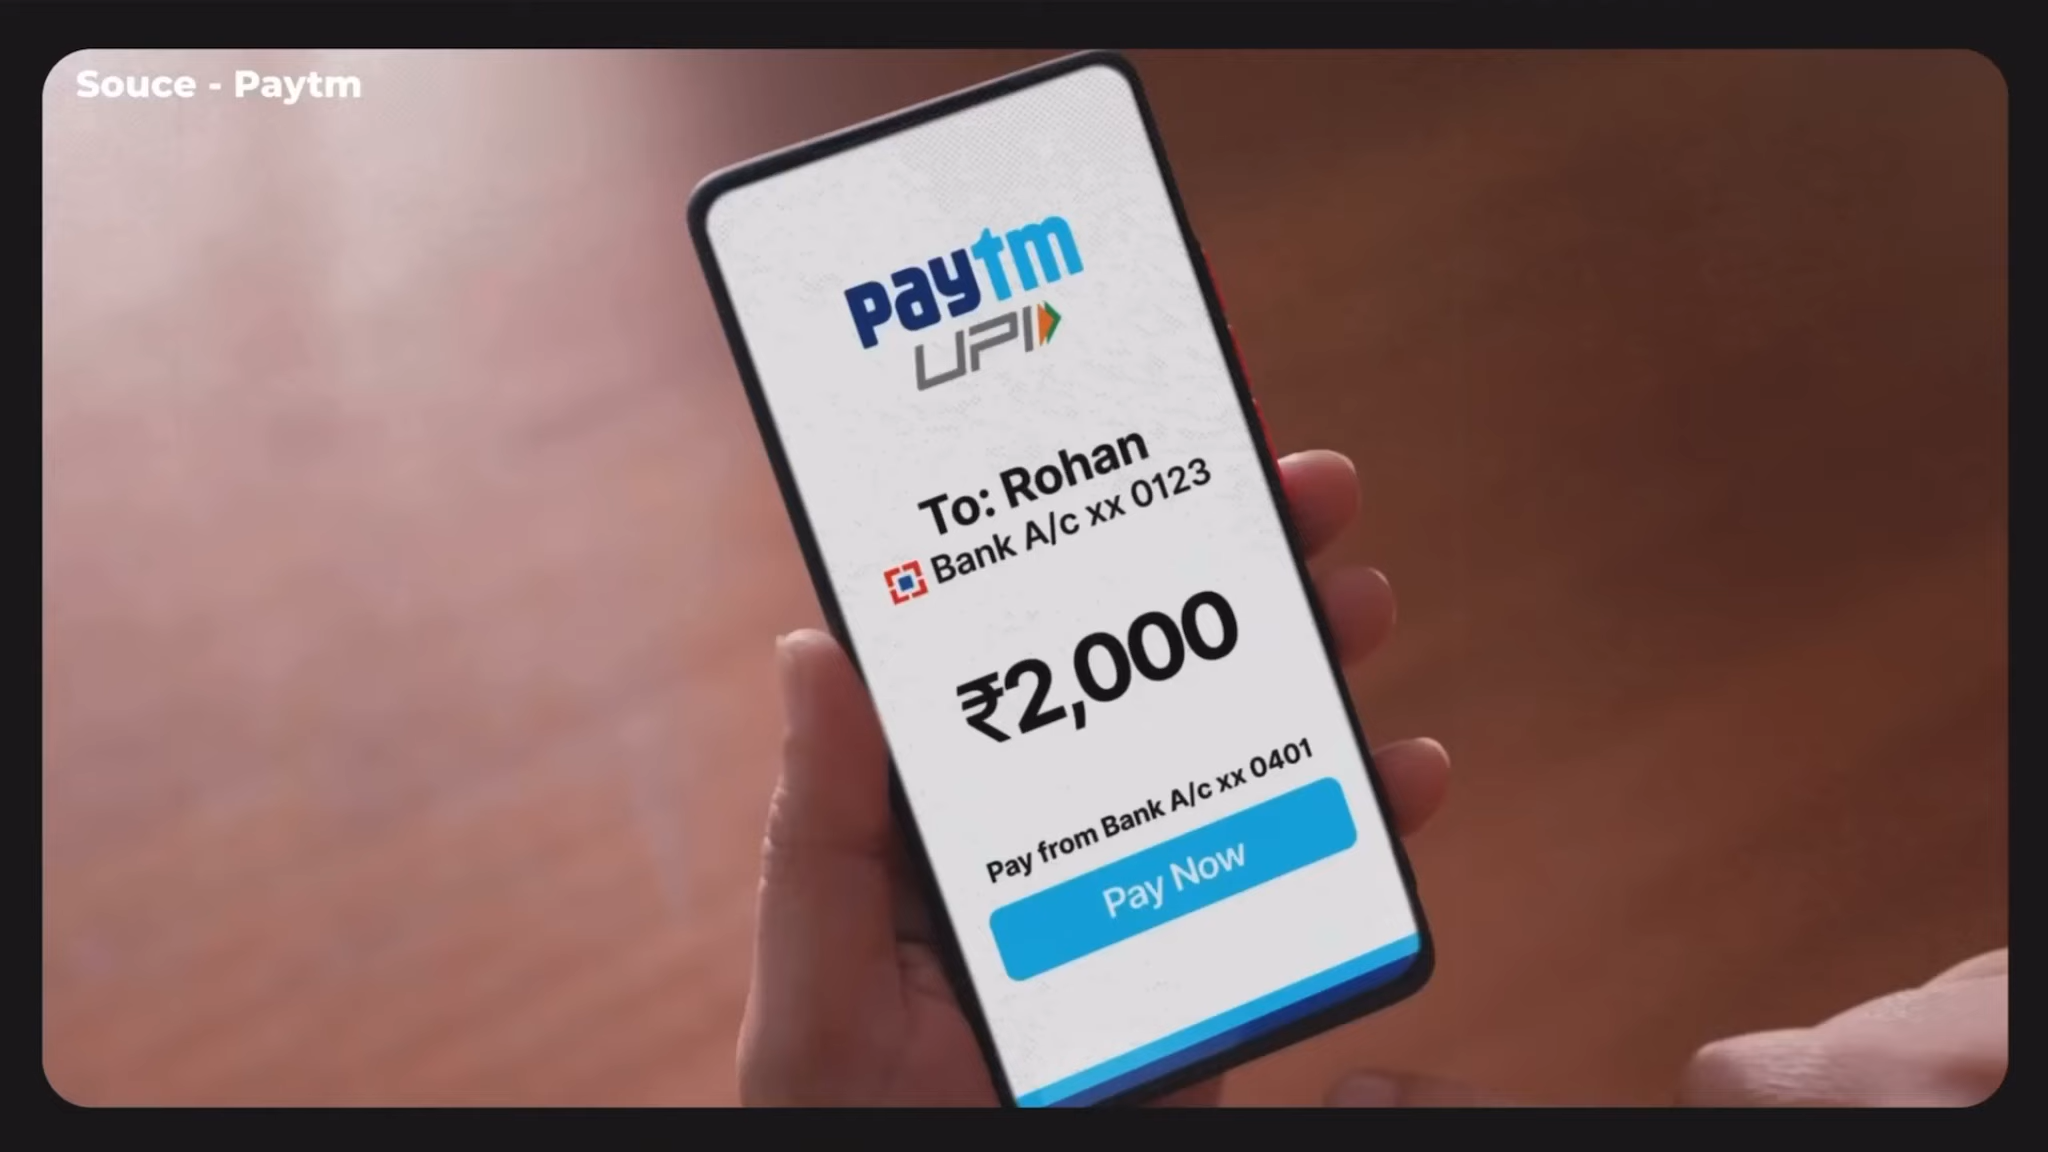 Souce - Paytm
paytm
UPI
To: Rohan
Bank A/c xx 0123
₹2,000
Pay from Bank A/c xx 0401
Pay Now